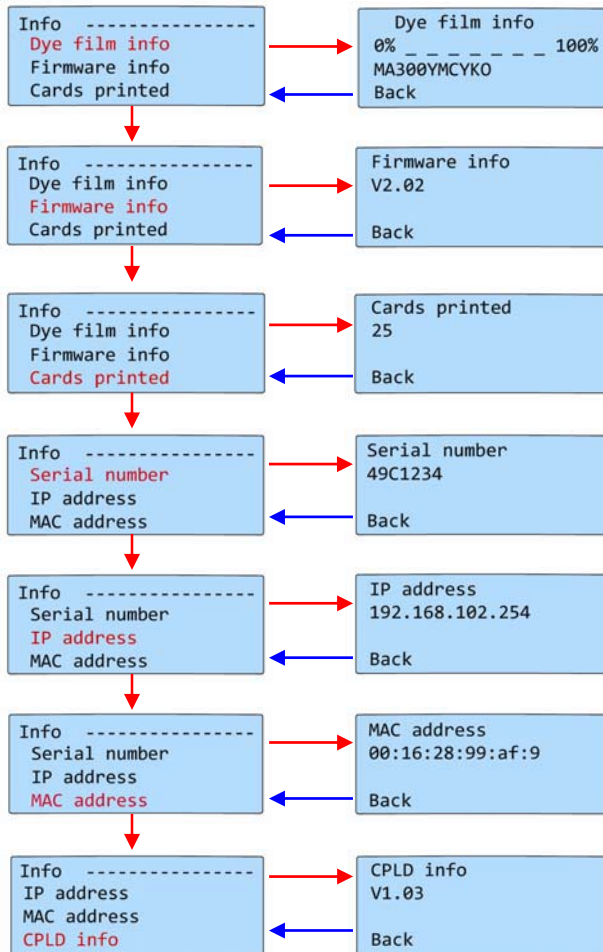 Info ----------------
Dye film info
Firmware info
Cards printed
Dye film info
0% _ _ _ _ _ _ _ 100%
MA300YMCYKO
Back
Info ----------------
Dye film info
Firmware info
Cards printed
Firmware info
V2.02
Back
Info ----------------
Dye film info
Firmware info
Cards printed
Cards printed
25
Back
Info ----------------
Serial number
IP address
MAC address
Serial number
49C1234
Back
Info ----------------
Serial number
IP address
MAC address
IP address
192.168.102.254
Back
Info ----------------
Serial number
IP address
MAC address
MAC address
00:16:28:99:af:9
Back
Info ----------------
IP address
MAC address
CPLD info
CPLD info
V1.03
Back